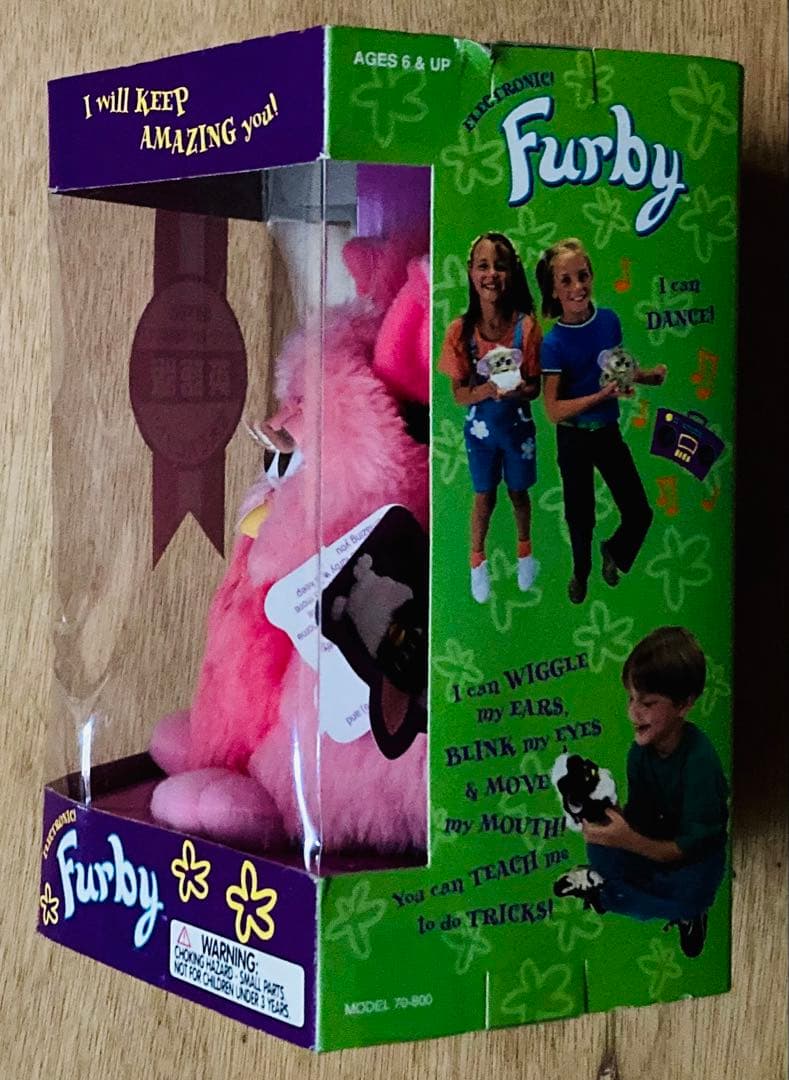 I will KEEP
AMAZING you!
AGES 6 & UP
ELECTRONIC!
Furby
I can
DANCE!
I can WIGGLE
my EARS,
BLINK my EYES
& MOVE
my MOUTH!
You can TEACH me
to do TRICKS!
MODEL 70-800
ELECTRONIC!
Furby
WARNING:
CHOKING HAZARD - SMALL PARTS
NOT FOR CHILDREN UNDER 3 YEARS.